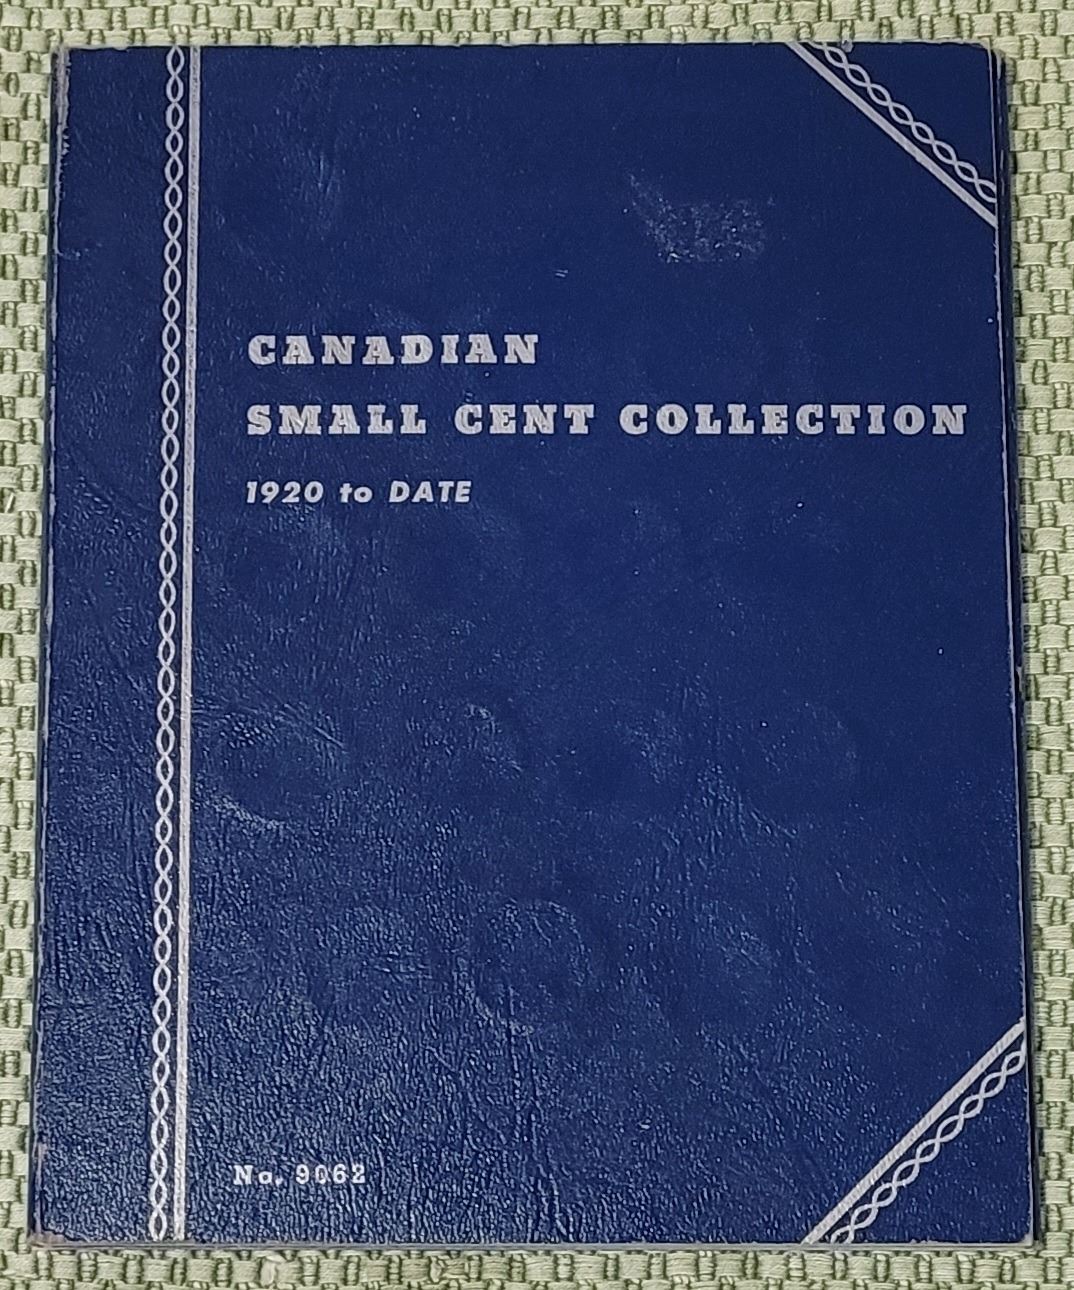 CANADIAN
SMALL CENT COLLECTION
1920 to DATE
No. 9062